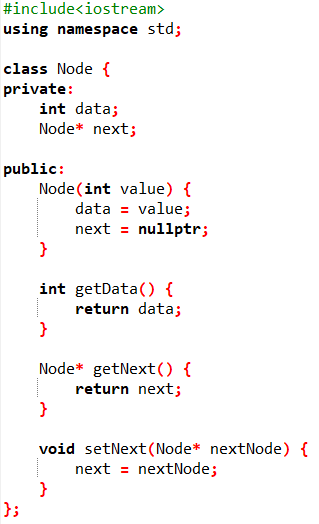 #include<iostream>
using namespace std;
class Node {
private:
    int data;
    Node* next;
public:
    Node(int value) {
        data = value;
        next = nullptr;
    }
    int getData() {
        return data;
    }
    Node* getNext() {
        return next;
    }
    void setNext(Node* nextNode) {
        next = nextNode;
    }
};